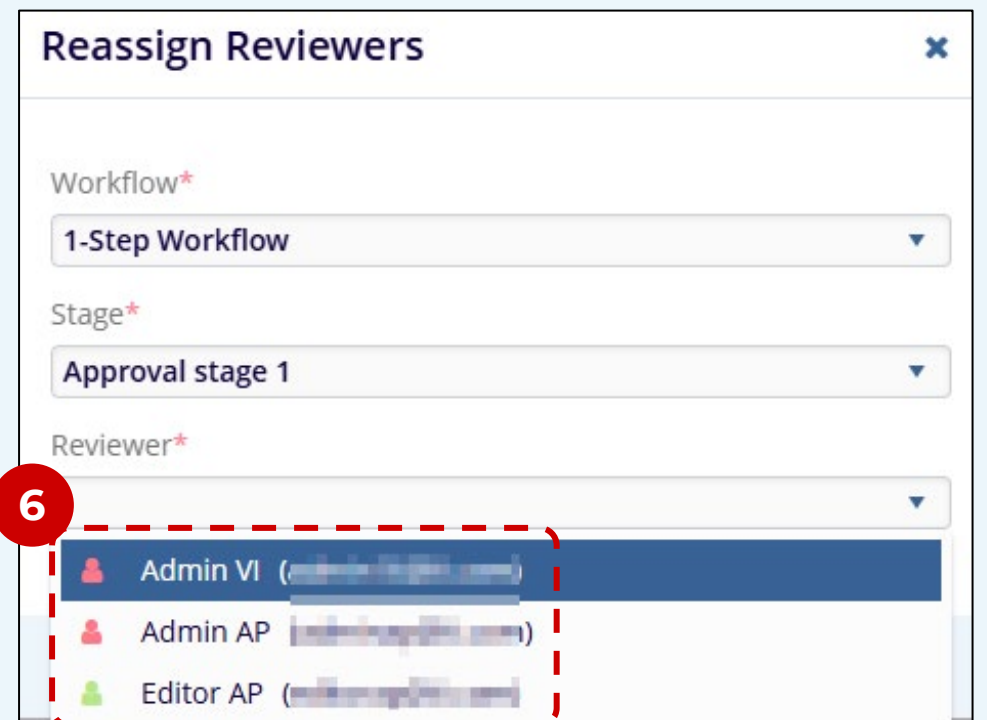 Reassign Reviewers
Workflow*
1-Step Workflow
Stage*
Approval stage 1
Reviewer*
6
Admin VI
Admin AP
Editor AP